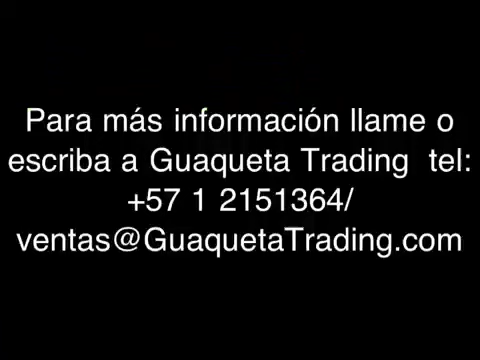 Para más información llame o
escriba a Guaqueta Trading  tel:
+57 1 2151364/
ventas@GuaquetaTrading.com